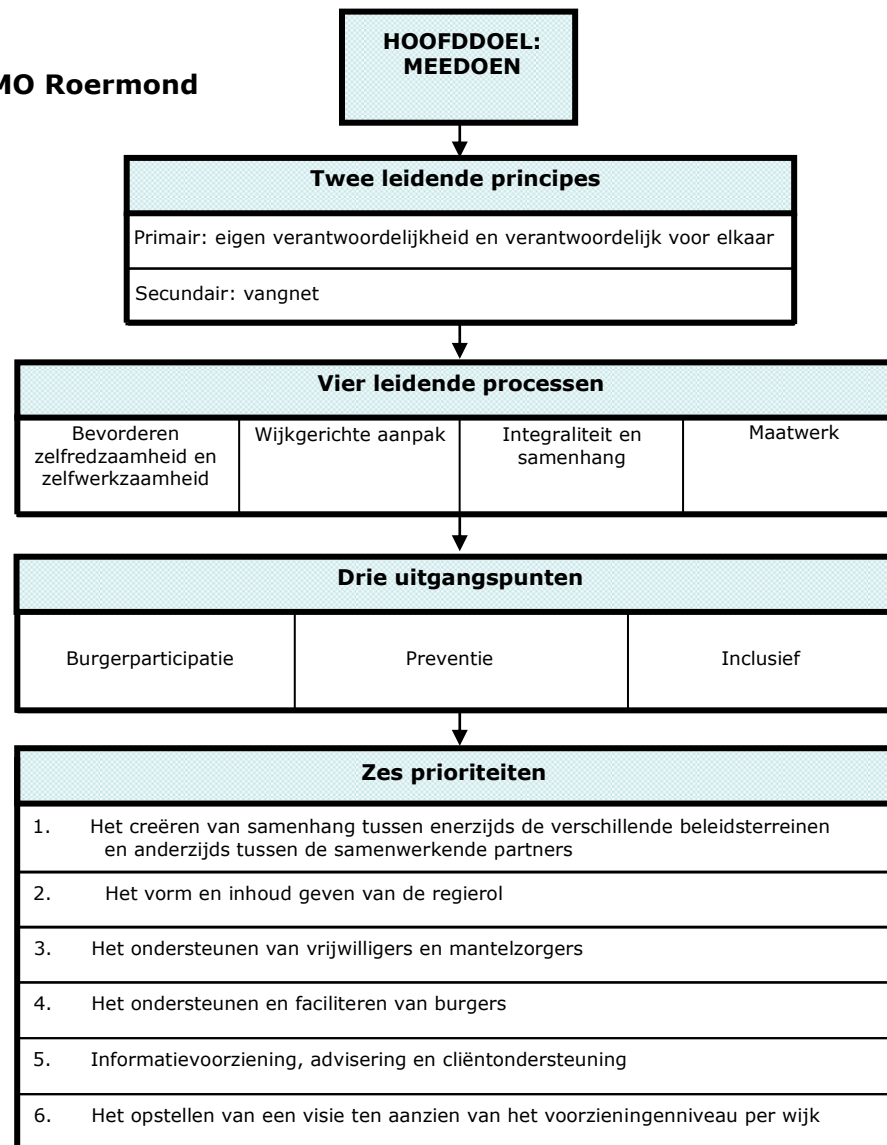 HOOFDDOEL:
MEEDOEN
MO Roermond
Twee leidende principes
Primair: eigen verantwoordelijkheid en verantwoordelijk voor elkaar
Secundair: vangnet
Vier leidende processen
Bevorderen
zelfredzaamheid en
zelfwerkzaamheid
Wijkgerichte aanpak
Integraliteit en
samenhang
Maatwerk
Drie uitgangspunten
Burgerparticipatie
Preventie
Inclusief
Zes prioriteiten
1. Het creëren van samenhang tussen enerzijds de verschillende beleidsterreinen
en anderzijds tussen de samenwerkende partners
2. Het vorm en inhoud geven van de regierol
3. Het ondersteunen van vrijwilligers en mantelzorgers
4. Het ondersteunen en faciliteren van burgers
5. Informatievoorziening, advisering en cliëntondersteuning
6. Het opstellen van een visie ten aanzien van het voorzieningenniveau per wijk